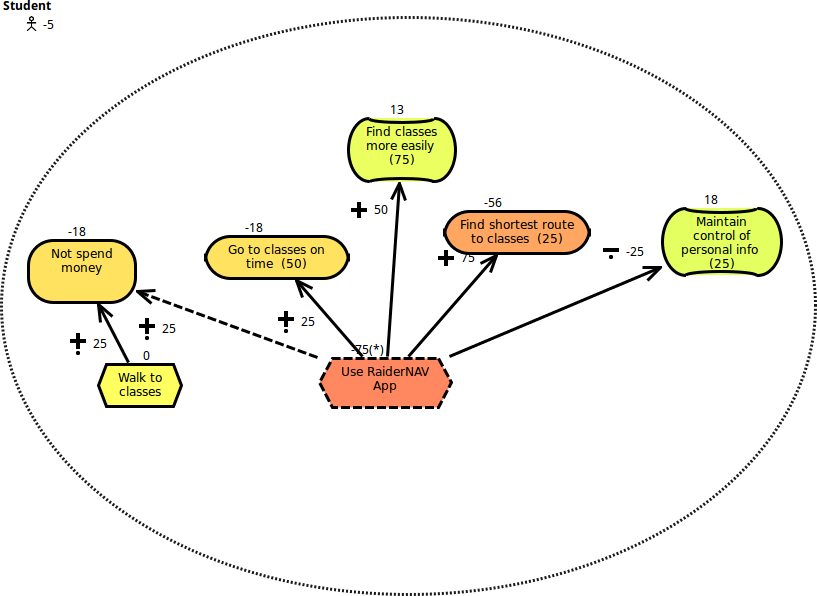 Student
-5
13
Find classes
more easily
(75)
50
-56
Find shortest route
to classes (25)
75
18
Maintain
control of
personal info
(25)
-25
-18
Not spend
money
-18
Go to classes on
time (50)
25
25
25
0
Walk to
classes
-75(*)
Use RaiderNAV
App